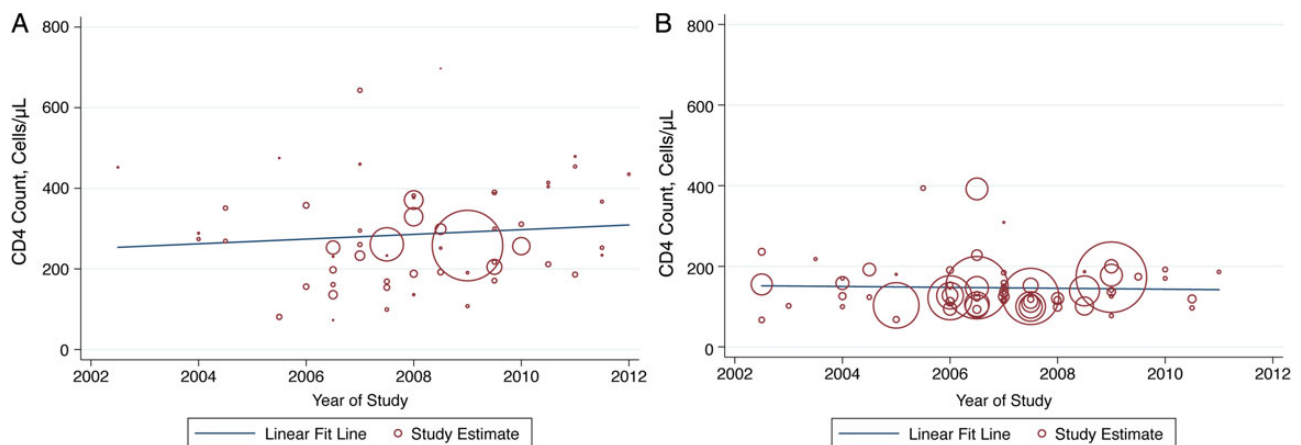 A
CD4 Count, Cells/µL
800
600
400
200
0
2002 2004 2006 2008 2010 2012
Year of Study
Linear Fit Line Study Estimate
B
CD4 Count, Cells/µL
800
600
400
200
0
2002 2004 2006 2008 2010 2012
Year of Study
Linear Fit Line Study Estimate